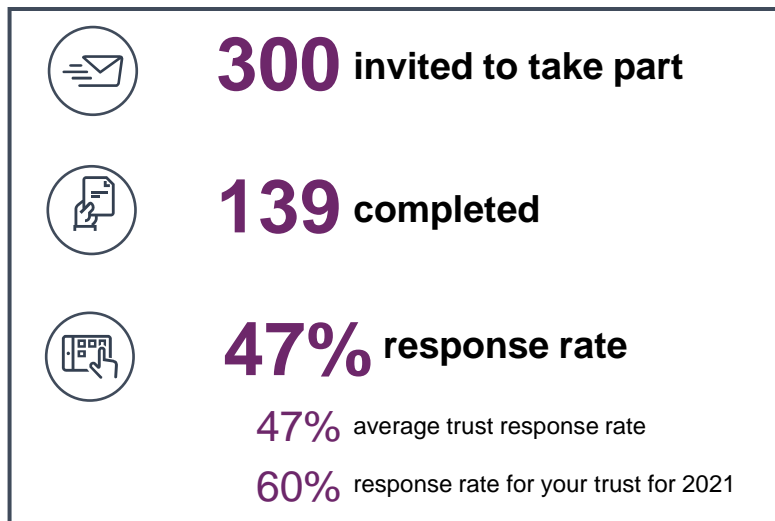 300 invited to take part
139 completed
47% response rate
47% average trust response rate
60% response rate for your trust for 2021